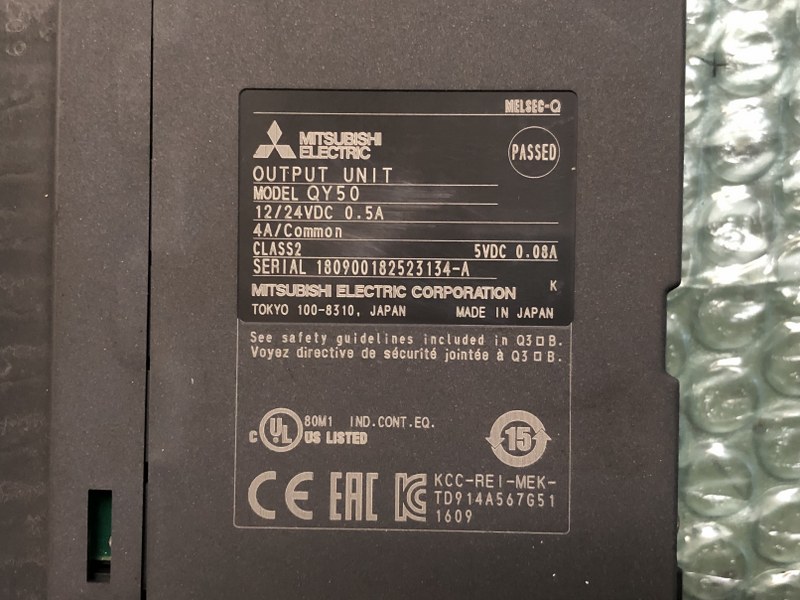 MELSEC-Q
MITSUBISHI
ELECTRIC
PASSED
OUTPUT UNIT
MODEL QY50
12/24VDC 0.5A
4A/Common
CLASS2 5VDC 0.08A
SERIAL 180900182523134-A
K
MITSUBISHI ELECTRIC CORPORATION
TOKYO 100-8310, JAPAN MADE IN JAPAN
See safety guidelines included in Q3□B.
Voyez directive de sécurité jointée à Q3□B.
80M1 IND.CONT.EQ.
C UL US LISTED
15
CE EAC KC
KCC-REI-MEK-
TD914A567G51
1609